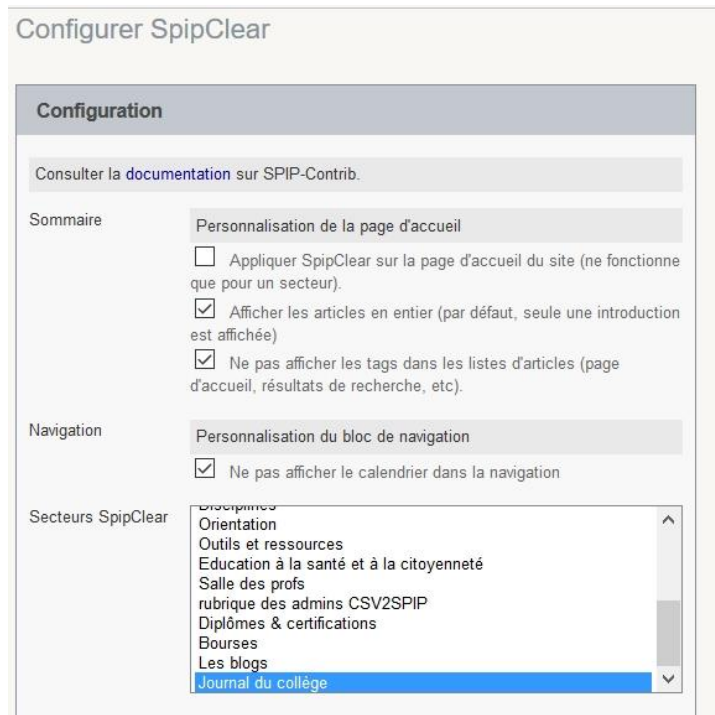 Configurer SpipClear
Configuration
Consulter la documentation sur SPIP-Contrib.
Sommaire
Personnalisation de la page d'accueil
Appliquer SpipClear sur la page d'accueil du site (ne fonctionne
que pour un secteur).
Afficher les articles en entier (par défaut, seule une introduction
est affichée)
Ne pas afficher les tags dans les listes d'articles (page
d'accueil, résultats de recherche, etc).
Navigation
Personnalisation du bloc de navigation
Ne pas afficher le calendrier dans la navigation
Secteurs SpipClear
Disciplines
Orientation
Outils et ressources
Education à la santé et à la citoyenneté
Salle des profs
rubrique des admins CSV2SPIP
Diplômes & certifications
Bourses
Les blogs
Journal du collége